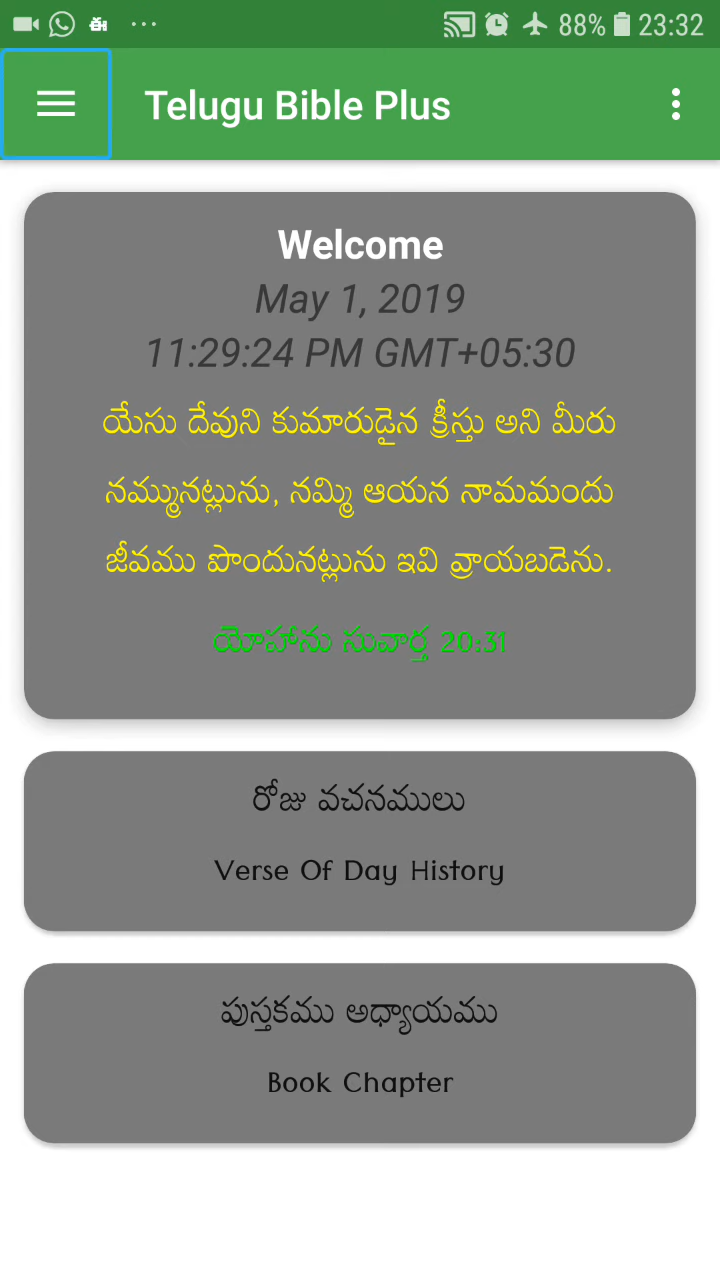 88% 23:32
Telugu Bible Plus
Welcome
May 1, 2019
11:29:24 PM GMT+05:30
యేసు దేవుని కుమారుడైన క్రీస్తు అని మీరు
నమ్మునట్లును, నమ్మి ఆయన నామమందు
జీవము పొందునట్లును ఇవి వ్రాయబడెను.
యోహాను సువార్త 20:31
రోజు వచనములు
Verse Of Day History
పుస్తకము అధ్యాయము
Book Chapter